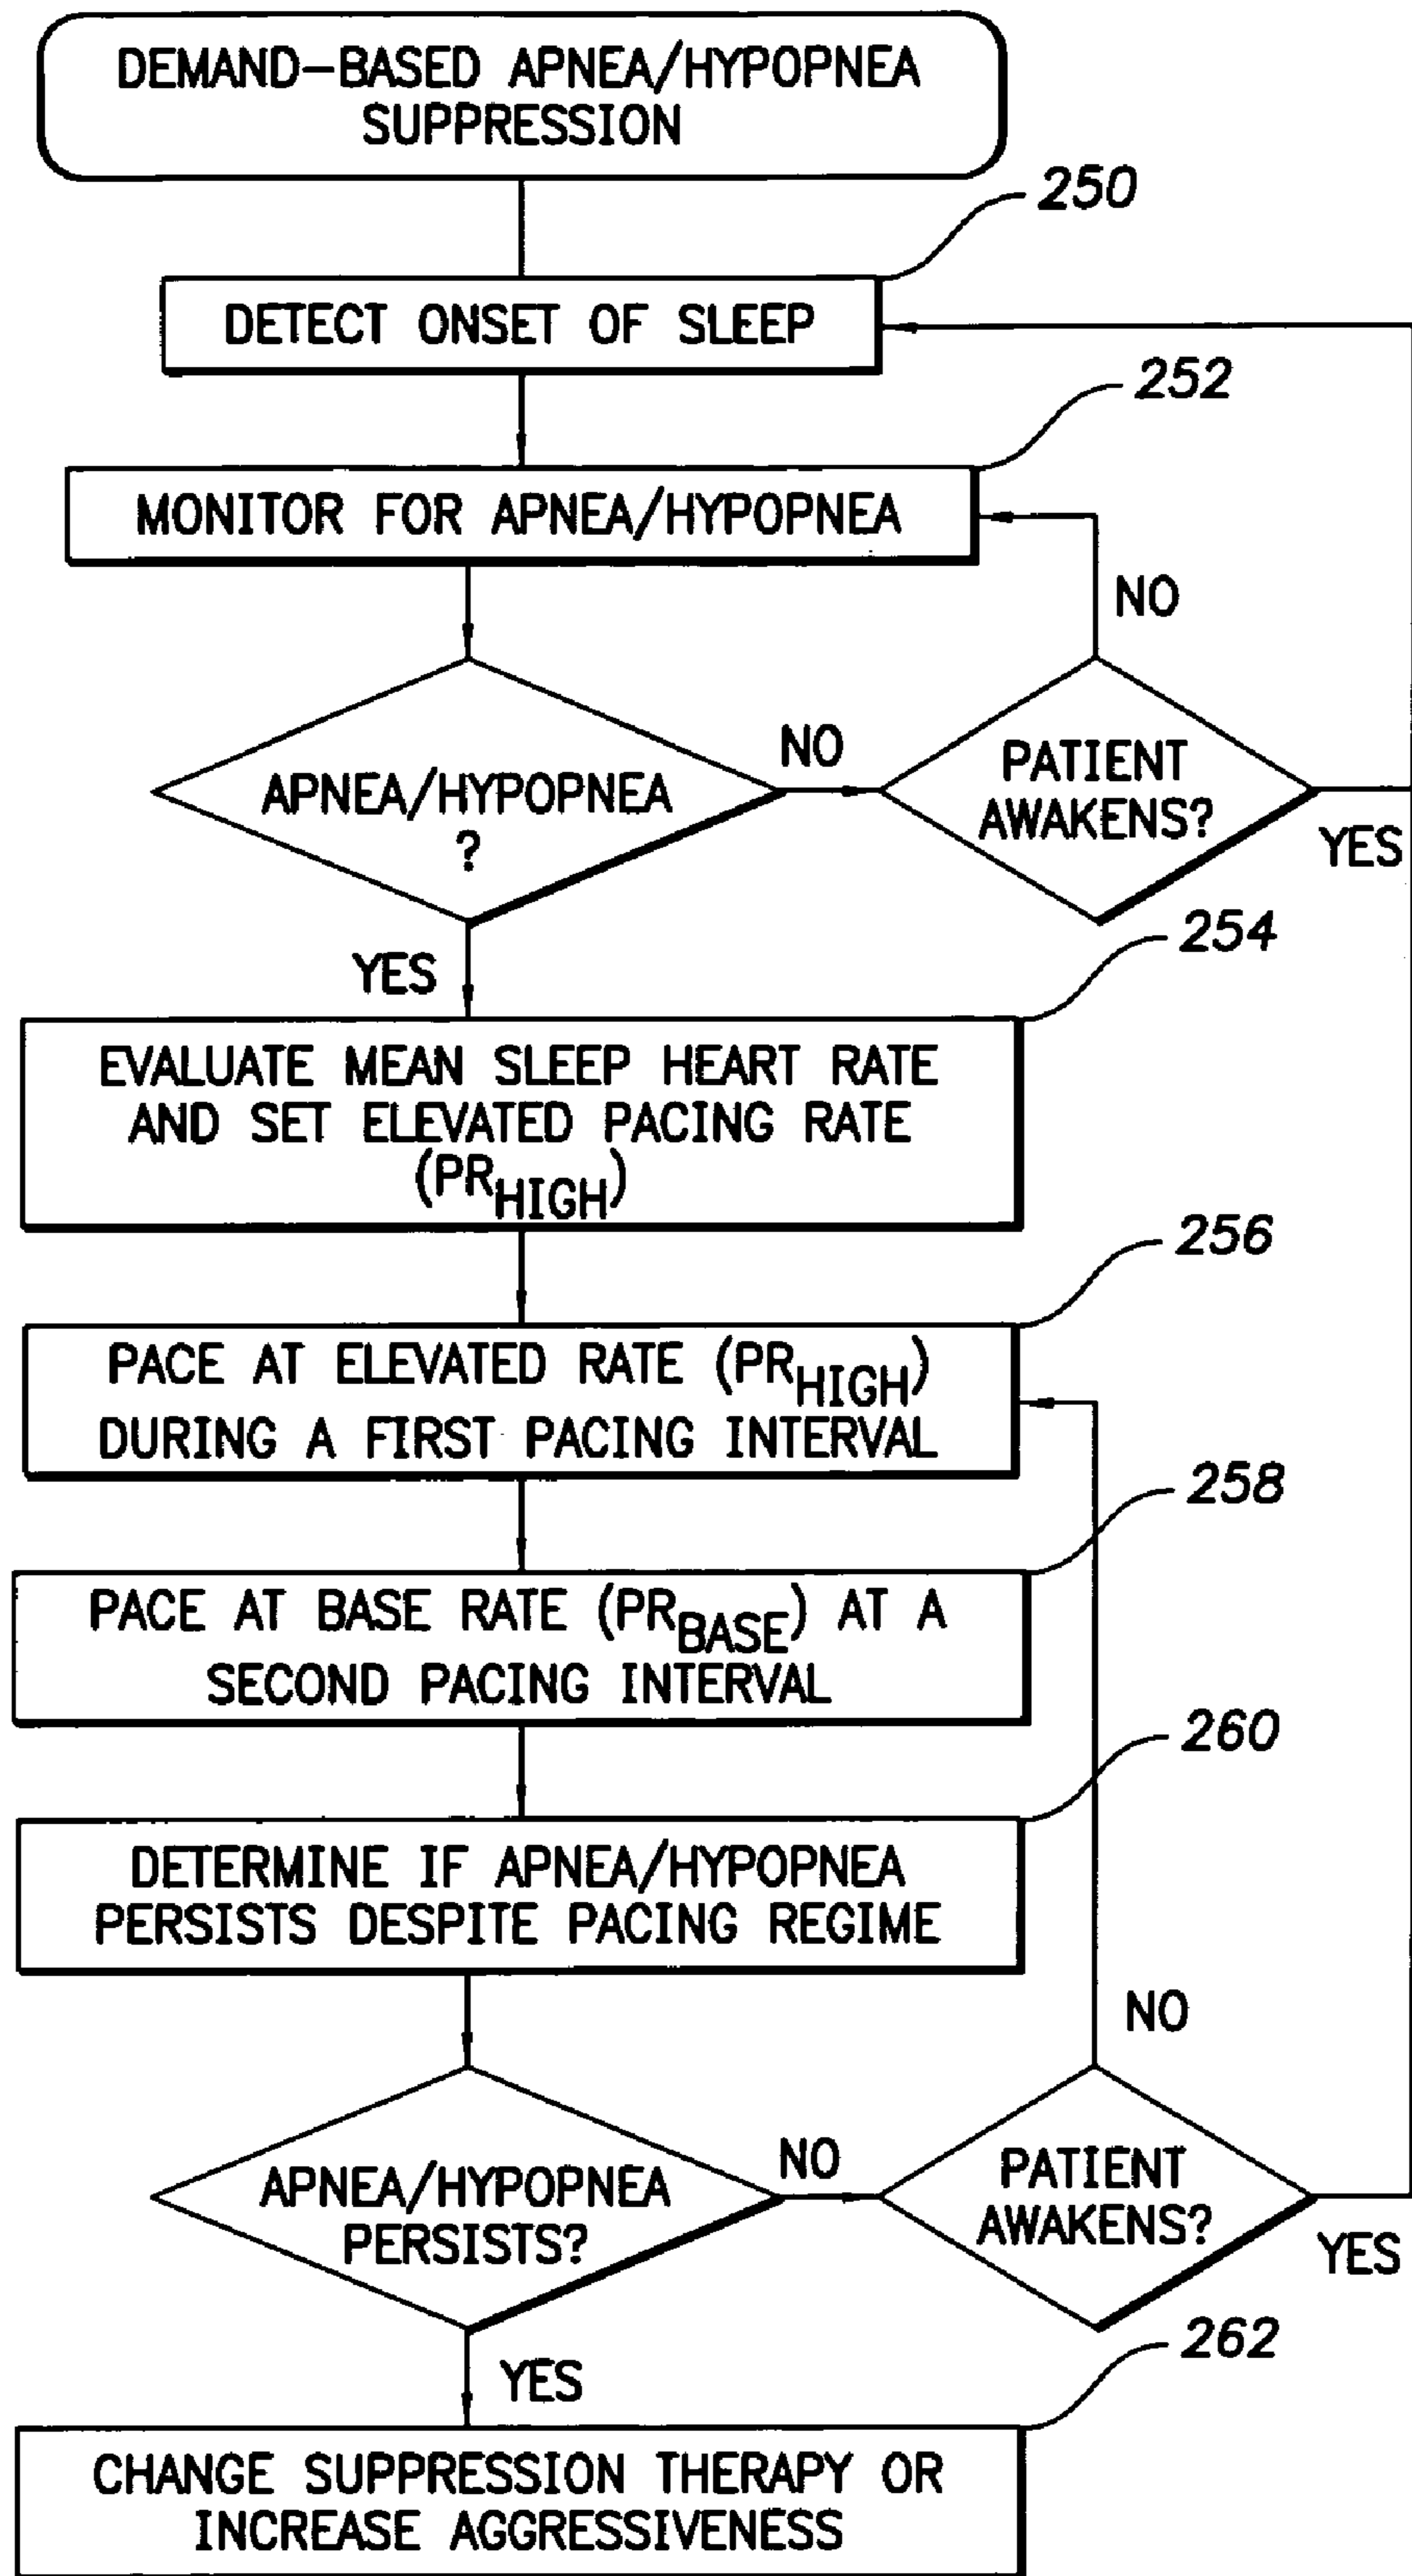 DEMAND-BASED APNEA/HYPOPNEA
SUPPRESSION
250
DETECT ONSET OF SLEEP
252
MONITOR FOR APNEA/HYPOPNEA
NO
APNEA/HYPOPNEA
?
NO
PATIENT
AWAKENS?
YES
YES
254
EVALUATE MEAN SLEEP HEART RATE
AND SET ELEVATED PACING RATE
(PRHIGH)
256
PACE AT ELEVATED RATE (PRHIGH)
DURING A FIRST PACING INTERVAL
258
PACE AT BASE RATE (PRBASE) AT A
SECOND PACING INTERVAL
260
DETERMINE IF APNEA/HYPOPNEA
PERSISTS DESPITE PACING REGIME
NO
APNEA/HYPOPNEA
PERSISTS?
NO
PATIENT
AWAKENS?
YES
YES
262
CHANGE SUPPRESSION THERAPY OR
INCREASE AGGRESSIVENESS